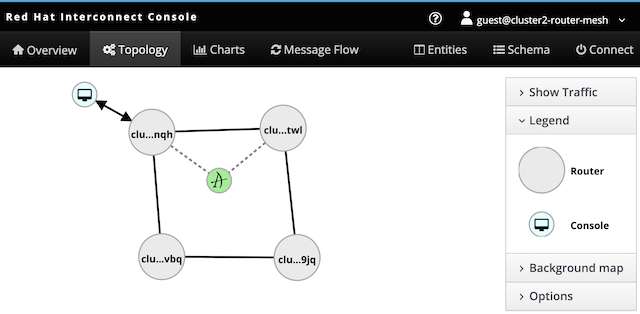 Red Hat Interconnect Console
guest@cluster2-router-mesh
Overview Topology Charts Message Flow Entities Schema Connect
Show Traffic
Legend
Router
Console
Background map
Options
clu...nqh
clu...twl
A
clu...vbq
clu...9jq